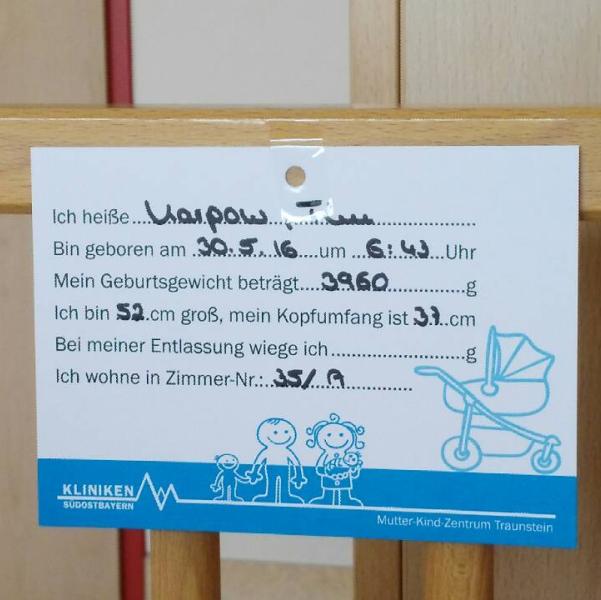 Ich heiße Karpow
Bin geboren am 30.5.16 um 6:43 Uhr
Mein Geburtsgewicht beträgt 3960 g
Ich bin 52 cm groß, mein Kopfumfang ist 37 cm
Bei meiner Entlassung wiege ich g
Ich wohne in Zimmer-Nr.: 35/A
KLINIKEN
SÜDOSTBAYERN
Mutter-Kind-Zentrum Traunstein